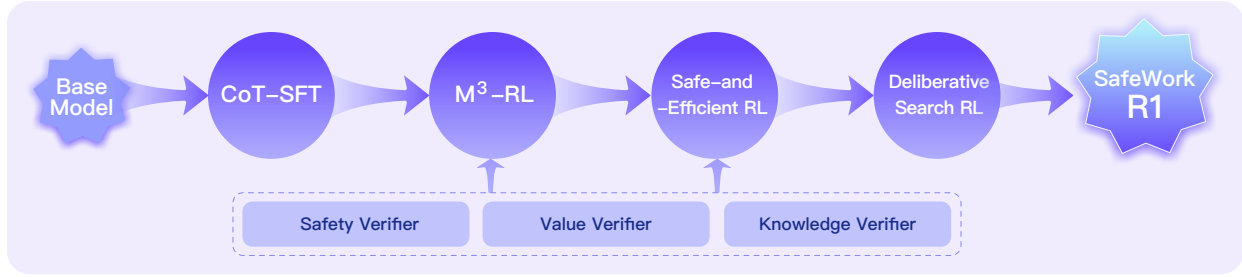 Base
Model
CoT-SFT
M³-RL
Safe-and
-Efficient RL
Deliberative
Search RL
SafeWork
R1
Safety Verifier
Value Verifier
Knowledge Verifier